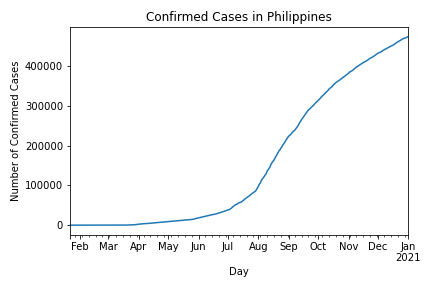 Confirmed Cases in Philippines
Number of Confirmed Cases
400000
300000
200000
100000
0
Feb Mar Apr May Jun Jul Aug Sep Oct Nov Dec Jan
2021
Day